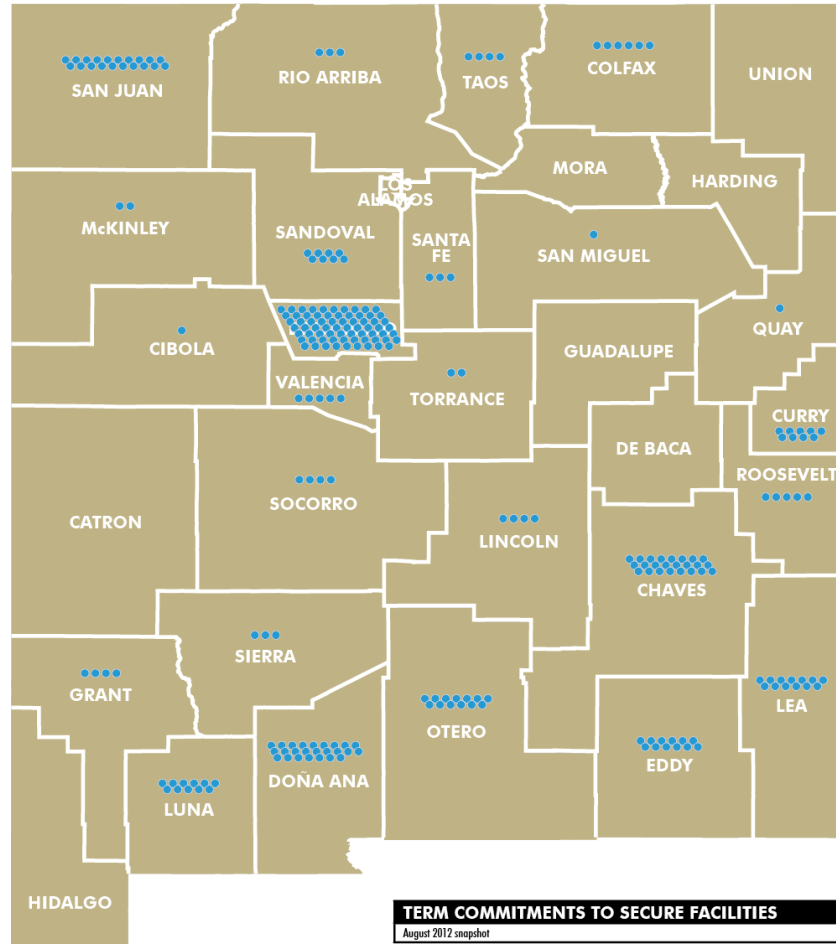 SAN JUAN
RIO ARRIBA
TAOS
COLFAX
UNION
MORA
HARDING
LOS
ALAMOS
McKINLEY
SANDOVAL
SANTA
FE
SAN MIGUEL
QUAY
CIBOLA
GUADALUPE
VALENCIA
TORRANCE
CURRY
DE BACA
ROOSEVELT
SOCORRO
CATRON
LINCOLN
CHAVES
SIERRA
GRANT
LEA
OTERO
EDDY
DOÑA ANA
LUNA
HIDALGO
TERM COMMITMENTS TO SECURE FACILITIES
August 2012 snapshot